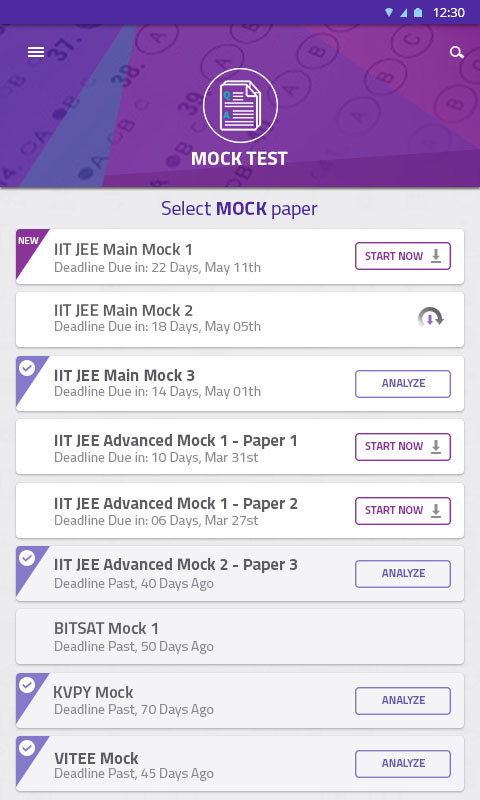 12:30
MOCK TEST
Select MOCK paper
NEW
IIT JEE Main Mock 1
Deadline Due in: 22 Days, May 11th
START NOW
IIT JEE Main Mock 2
Deadline Due in: 18 Days, May 05th
IIT JEE Main Mock 3
Deadline Due in: 14 Days, May 01th
ANALYZE
IIT JEE Advanced Mock 1 - Paper 1
Deadline Due in: 10 Days, Mar 31st
START NOW
IIT JEE Advanced Mock 1 - Paper 2
Deadline Due in: 06 Days, Mar 27st
START NOW
IIT JEE Advanced Mock 2 - Paper 3
Deadline Past, 40 Days Ago
ANALYZE
BITSAT Mock 1
Deadline Past, 50 Days Ago
KVPY Mock
Deadline Past, 70 Days Ago
ANALYZE
VITEE Mock
Deadline Past, 45 Days Ago
ANALYZE